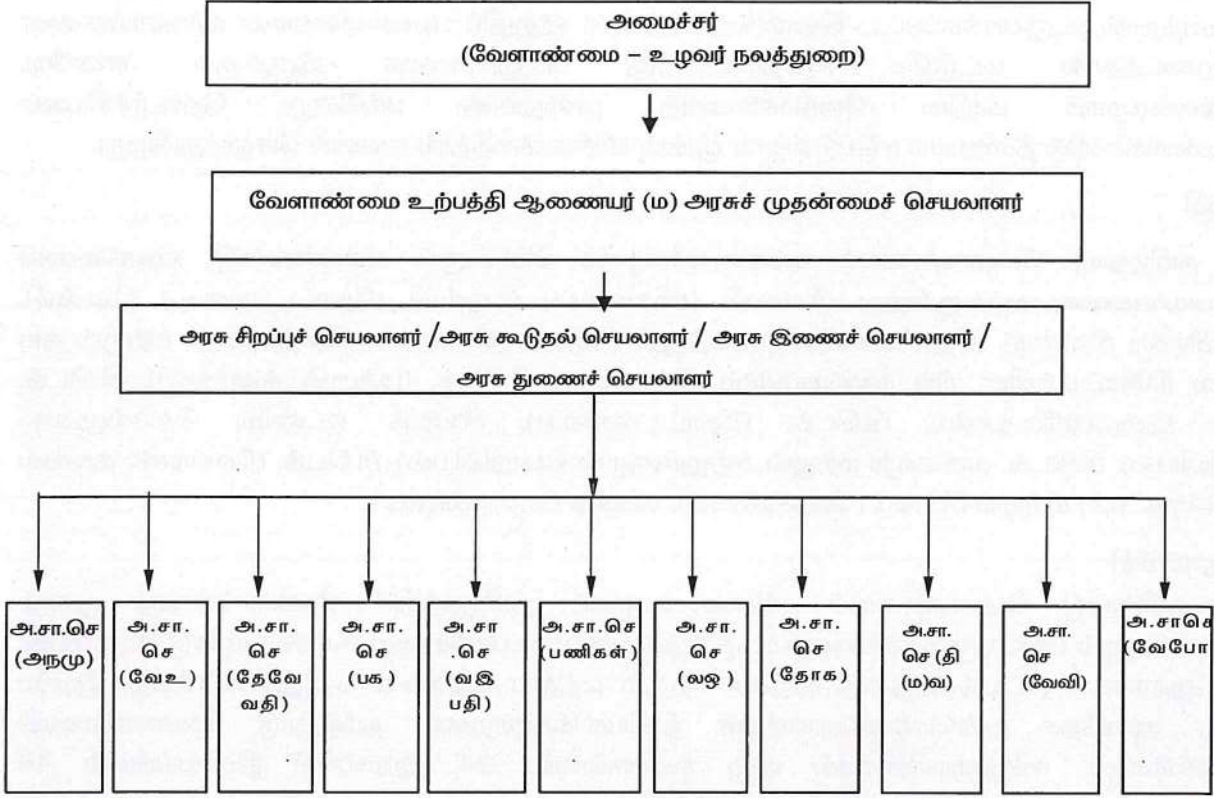 அமைச்சர்
(வேளாண்மை – உழவர் நலத்துறை)
வேளாண்மை உற்பத்தி ஆணையர் (ம) அரசுச் முதன்மைச் செயலாளர்
அரசு சிறப்புச் செயலாளர் /அரசு கூடுதல் செயலாளர் / அரசு இணைச் செயலாளர் /
அரசு துணைச் செயலாளர்
அ.சா.செ
(அநமு)
அ.சா.
செ
(வேஉ)
அ.சா.
செ
(தேவே
வதி)
அ.சா.
செ
(பக)
அ.சா
.செ
(வஇ
பதி)
அ.சா.செ
(பணிகள்)
அ.சா.
செ
(லஒ)
அ.சா.
செ
(தோக)
அ.சா.
செ(தி
(ம)வ)
அ.சா.
செ
(வேவி)
அ.சாசெ
(வேபோ